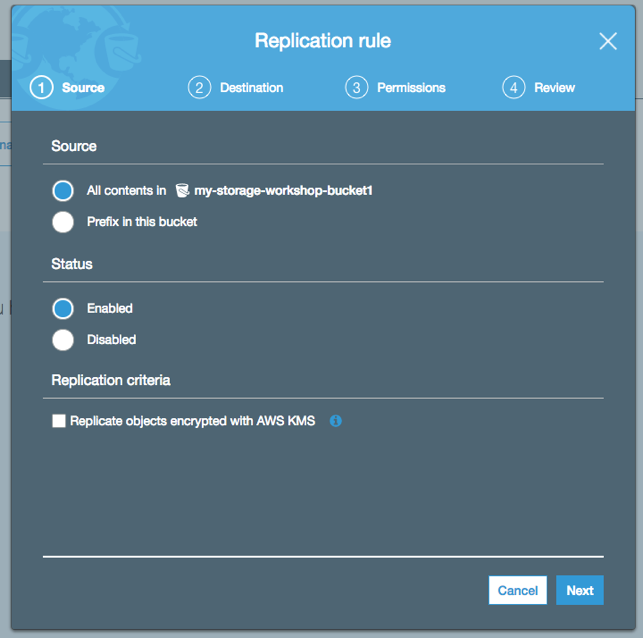 Replication rule
1 Source 2 Destination 3 Permissions 4 Review
Source
All contents in my-storage-workshop-bucket1
Prefix in this bucket
Status
Enabled
Disabled
Replication criteria
Replicate objects encrypted with AWS KMS
Cancel Next